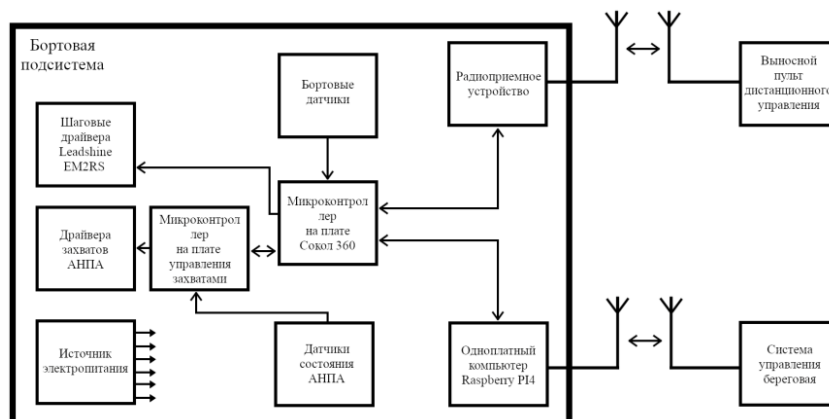 Бортовая
подсистема
Бортовые
датчики
Радиоприемное
устройство
Выносной
пульт
дистанционного
управления
Шаговые
драйвера
Leadshine
EM2RS
Драйвера
захватов
АНПА
Микроконтрол
лер
на плате
управления
захватами
Микроконтрол
лер
на плате
Сокол 360
Источник
электропитания
Датчики
состояния
АНПА
Одноплатный
компьютер
Raspberry PI4
Система
управления
береговая